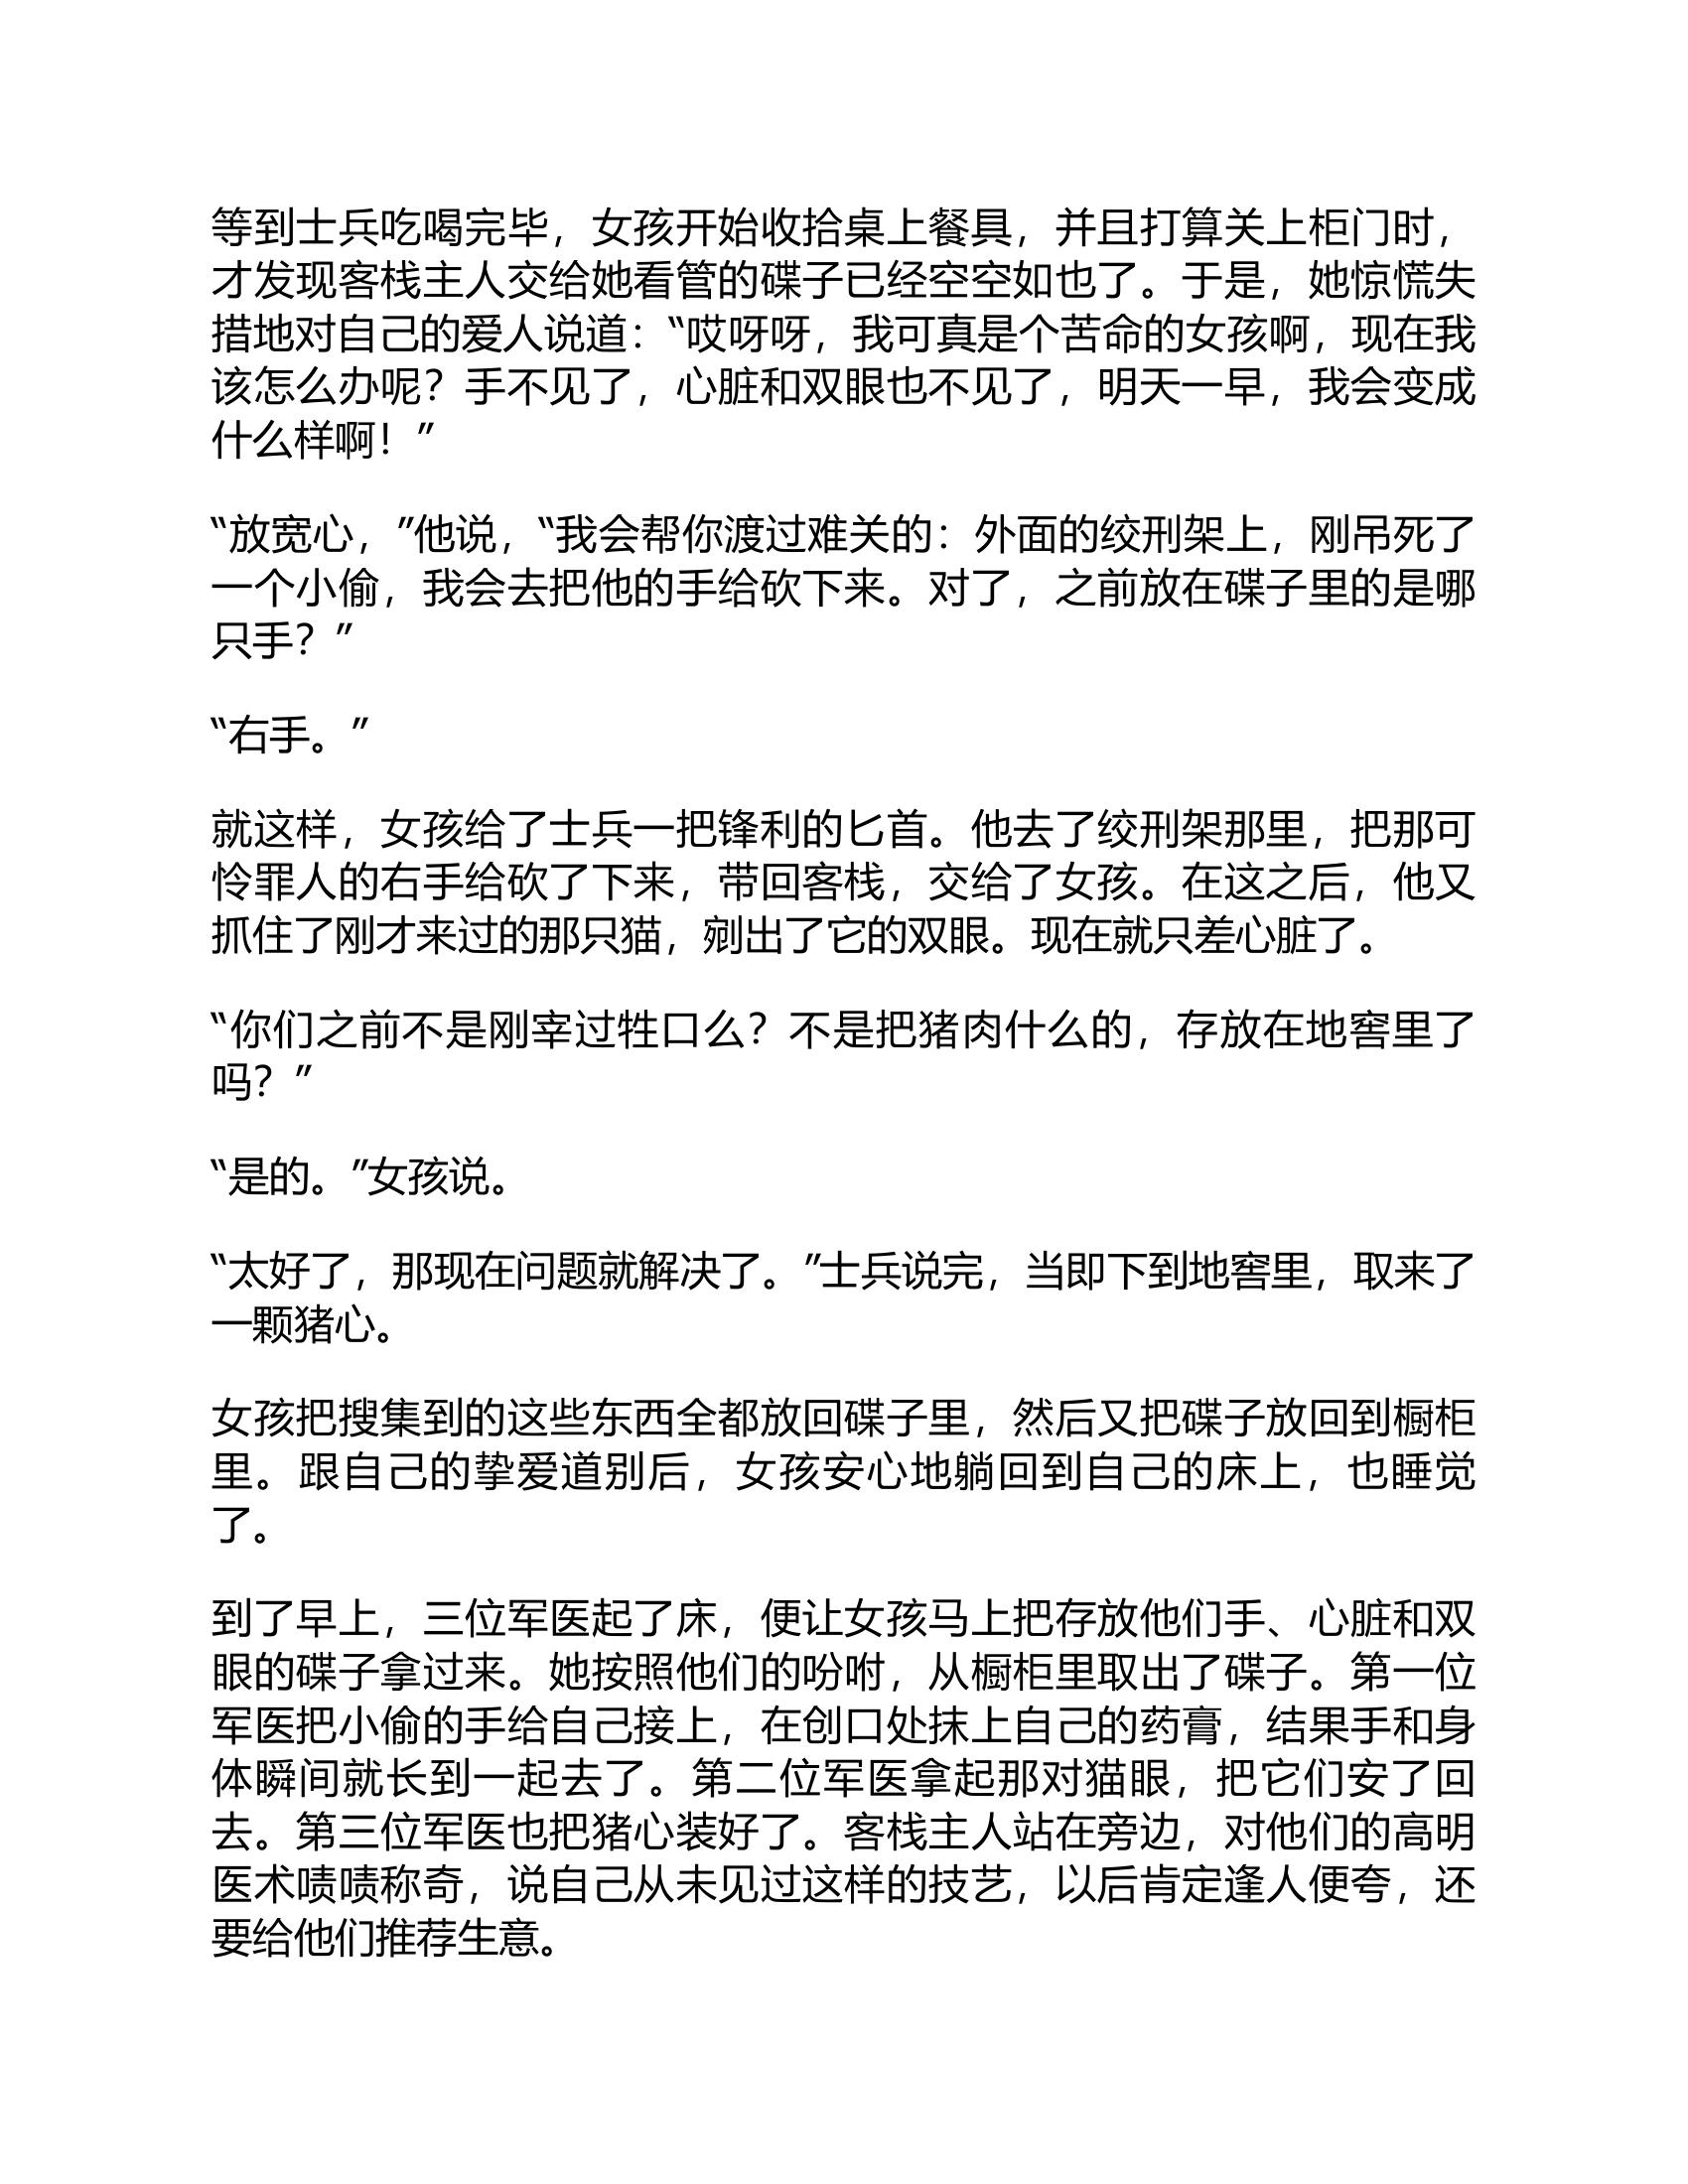 等到士兵吃喝完毕，女孩开始收拾桌上餐具，并且打算关上柜门时，
才发现客栈主人交给她看管的碟子已经空空如也了。于是，她惊慌失
措地对自己的爱人说道：“哎呀呀，我可真是个苦命的女孩啊，现在我
该怎么办呢？手不见了，心脏和双眼也不见了，明天一早，我会变成
什么样啊！”
“放宽心，”他说，“我会帮你渡过难关的：外面的绞刑架上，刚吊死了
一个小偷，我会去把他的手给砍下来。对了，之前放在碟子里的是哪
只手？”
“右手。”
就这样，女孩给了士兵一把锋利的匕首。他去了绞刑架那里，把那可
怜罪人的右手给砍了下来，带回客栈，交给了女孩。在这之后，他又
抓住了刚才来过的那只猫，剜出了它的双眼。现在就只差心脏了。
“你们之前不是刚宰过牲口么？不是把猪肉什么的，存放在地窖里了
吗？”
“是的。”女孩说。
“太好了，那现在问题就解决了。”士兵说完，当即下到地窖里，取来了
一颗猪心。
女孩把搜集到的这些东西全都放回碟子里，然后又把碟子放回到橱柜
里。跟自己的挚爱道别后，女孩安心地躺回到自己的床上，也睡觉
了。
到了早上，三位军医起了床，便让女孩马上把存放他们手、心脏和双
眼的碟子拿过来。她按照他们的吩咐，从橱柜里取出了碟子。第一位
军医把小偷的手给自己接上，在创口处抹上自己的药膏，结果手和身
体瞬间就长到一起去了。第二位军医拿起那对猫眼，把它们安了回
去。第三位军医也把猪心装好了。客栈主人站在旁边，对他们的高明
医术啧啧称奇，说自己从未见过这样的技艺，以后肯定逢人便夸，还
要给他们推荐生意。